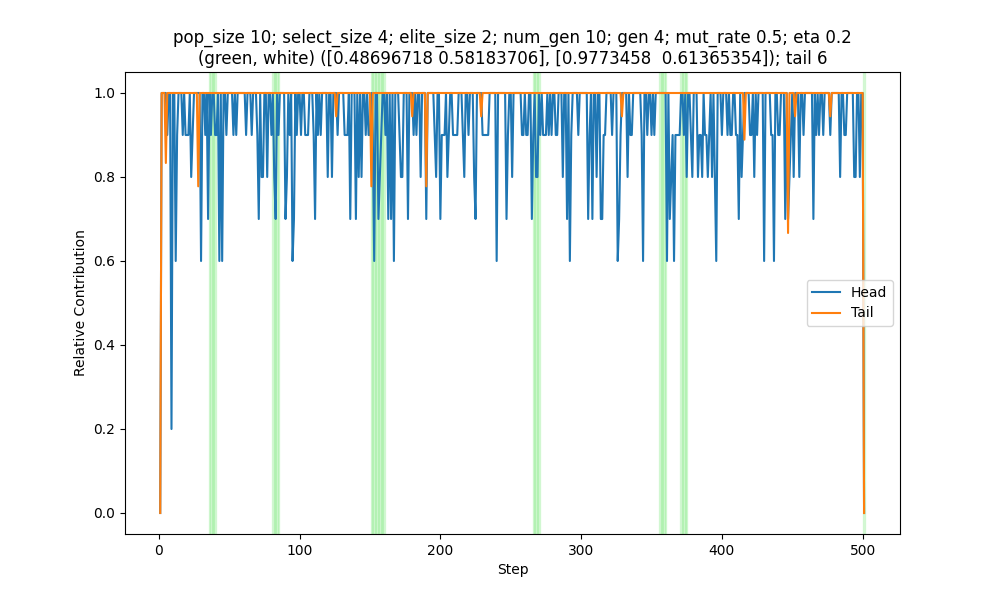 pop_size 10; select_size 4; elite_size 2; num_gen 10; gen 4; mut_rate 0.5; eta 0.2
(green, white) ([0.48696718 0.58183706], [0.9773458  0.61365354]); tail 6
1.0
0.8
0.6
0.4
0.2
0.0
Relative Contribution
Head
Tail
0
100
200
300
400
500
Step